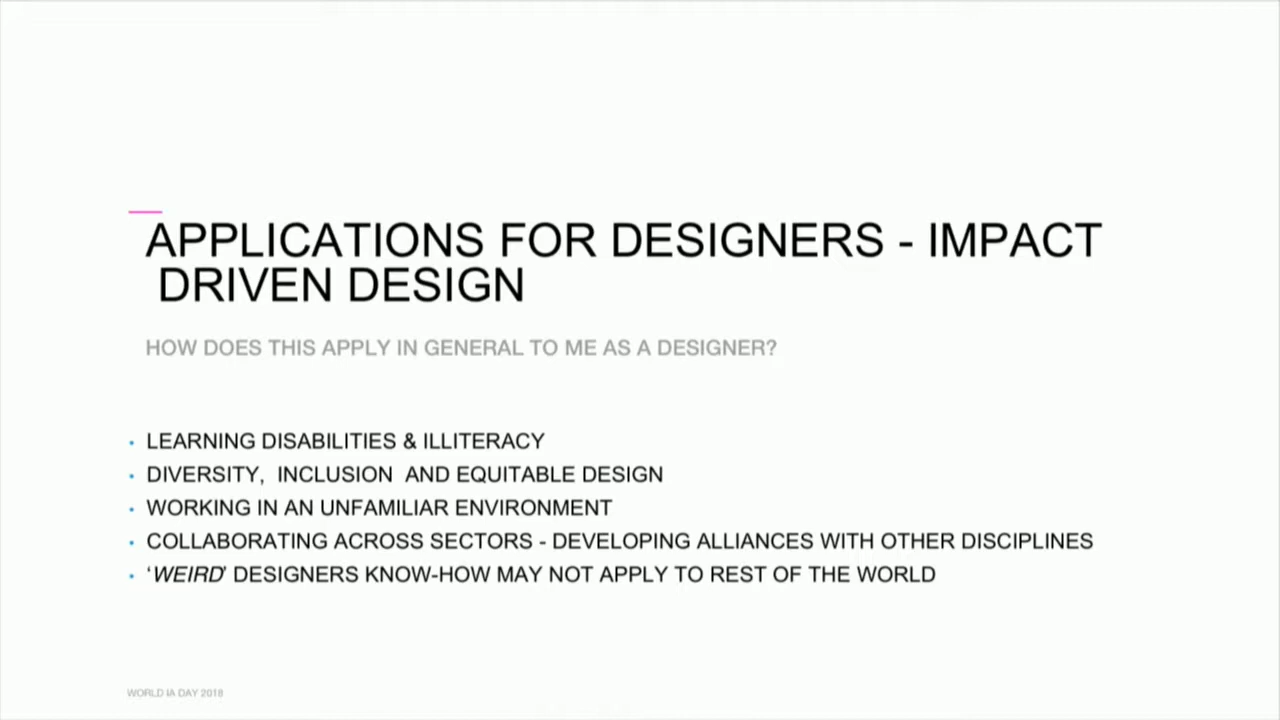 APPLICATIONS FOR DESIGNERS - IMPACT
DRIVEN DESIGN
HOW DOES THIS APPLY IN GENERAL TO ME AS A DESIGNER?
• LEARNING DISABILITIES & ILLITERACY
• DIVERSITY, INCLUSION AND EQUITABLE DESIGN
• WORKING IN AN UNFAMILIAR ENVIRONMENT
• COLLABORATING ACROSS SECTORS - DEVELOPING ALLIANCES WITH OTHER DISCIPLINES
• ‘WEIRD’ DESIGNERS KNOW-HOW MAY NOT APPLY TO REST OF THE WORLD
WORLD IA DAY 2018